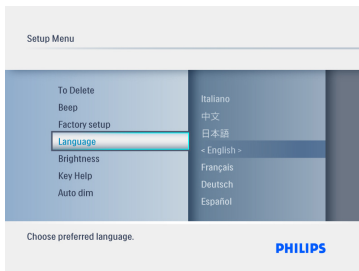 Setup Menu
To Delete
Beep
Factory setup
Language
Brightness
Key Help
Auto dim
Italiano
中文
日本語
< English >
Français
Deutsch
Español
Choose preferred language.
PHILIPS